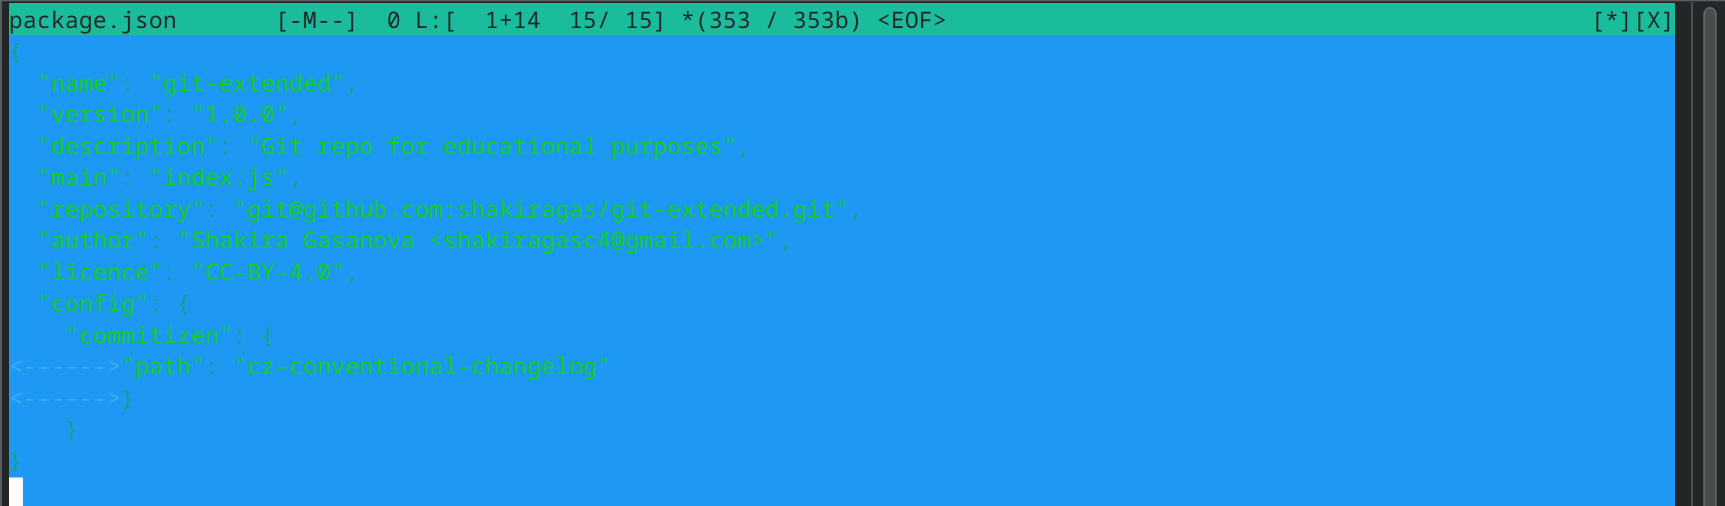 package.json       [-M--]  0 L:[  1+14  15/ 15] *(353 / 353b) <EOF>                                              [*][X]
{
  "name": "git-extended",
  "version": "1.0.0",
  "description": "Git repo for educational purposes",
  "main": "index.js",
  "repository": "git@github.com:shakiragas/git-extended.git",
  "author": "Shakira Gasanova <shakiragasc4@gmail.com>",
  "licence": "CC-BY-4.0",
  "config": {
    "commitizen": {
<------>"path": "cz-conventional-changelog"
<------>}
    }
}